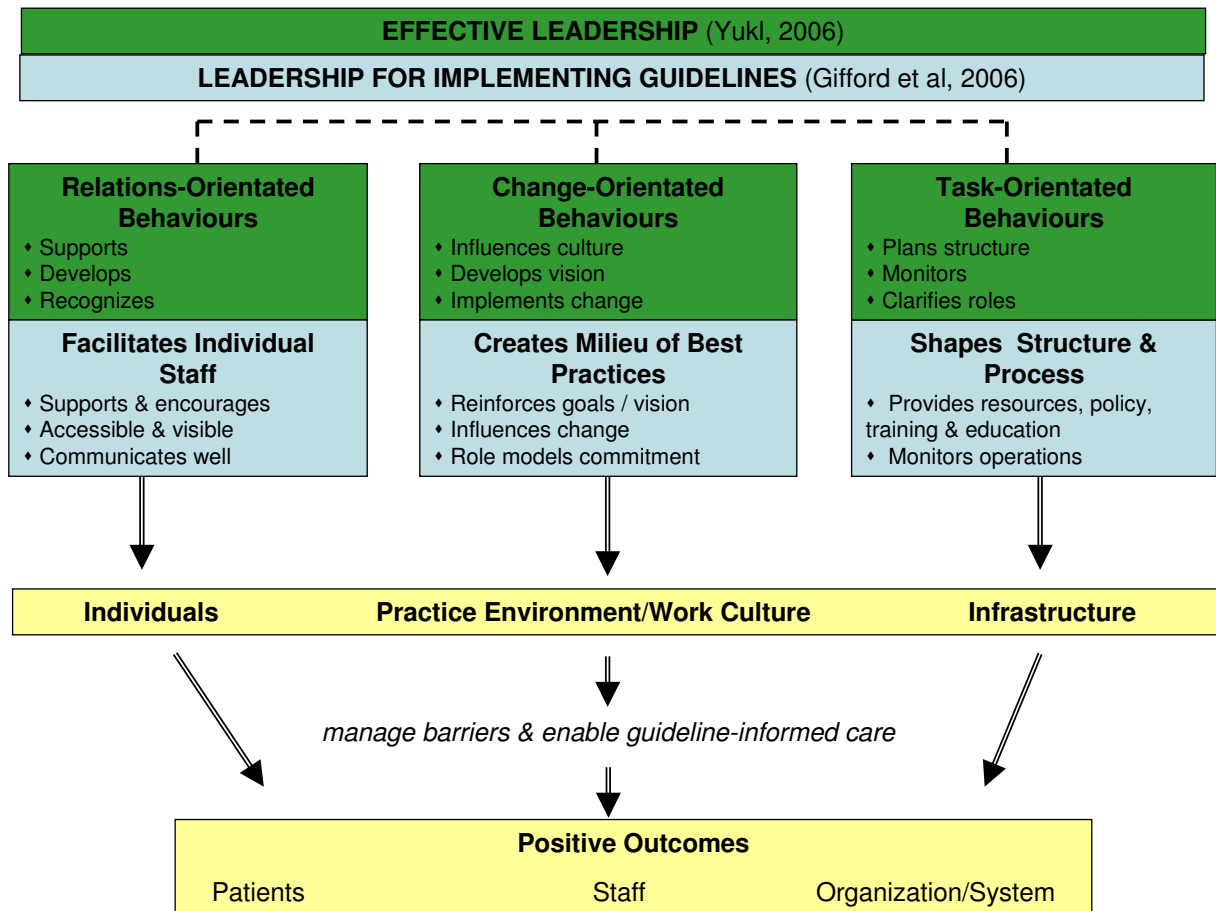 EFFECTIVE LEADERSHIP (Yukl, 2006)
LEADERSHIP FOR IMPLEMENTING GUIDELINES (Gifford et al, 2006)
Relations-Orientated
Behaviours
♦ Supports
♦ Develops
♦ Recognizes
Facilitates Individual
Staff
♦ Supports & encourages
♦ Accessible & visible
♦ Communicates well
Change-Orientated
Behaviours
♦ Influences culture
♦ Develops vision
♦ Implements change
Creates Milieu of Best
Practices
♦ Reinforces goals / vision
♦ Influences change
♦ Role models commitment
Task-Orientated
Behaviours
♦ Plans structure
♦ Monitors
♦ Clarifies roles
Shapes Structure &
Process
♦ Provides resources, policy,
training & education
♦ Monitors operations
Individuals Practice Environment/Work Culture Infrastructure
manage barriers & enable guideline-informed care
Positive Outcomes
Patients Staff Organization/System